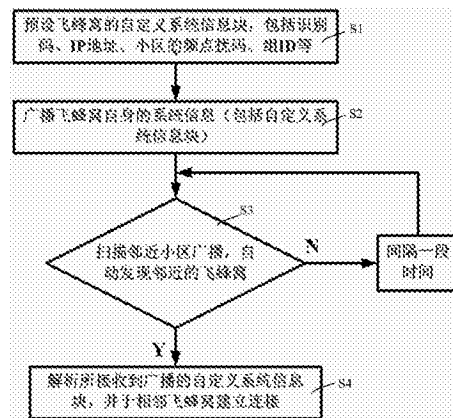 预设飞蜂窝的自定义系统信息块，包括识别
码、IP地址、小区的频点扰码、组ID等
S1
广播飞蜂窝自身的系统信息（包括自定义系
统信息块）
S2
S3
扫描邻近小区广播，自
动发现邻近的飞蜂窝
N
间隔一段
时间
Y
解析所接收到广播的自定义系统信息
块，并于相邻飞蜂窝建立连接
S4